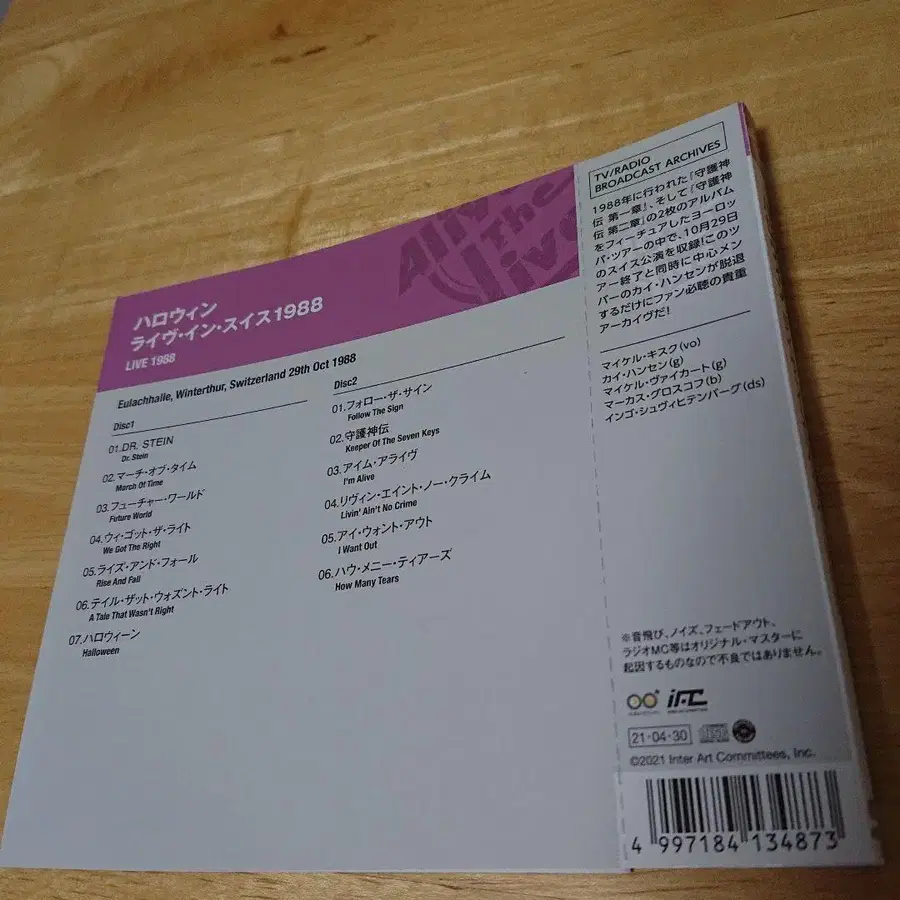 ハロウィン
ライヴ・イン・スイス1988
LIVE 1988
Eulachhalle, Winterthur, Switzerland 29th Oct 1988
Disc1
01.DR. STEIN
Dr. Stein
02.マーチ・オブ・タイム
March Of Time
03.フューチャー・ワールド
Future World
04.ウィ・ゴット・ザ・ライト
We Got The Right
05.ライズ・アンド・フォール
Rise And Fall
06.テイル・ザット・ウォズント・ライト
A Tale That Wasn't Right
07.ハロウィーン
Halloween
Disc2
01.フォロー・ザ・サイン
Follow The Sign
02.守護神伝
Keeper Of The Seven Keys
03.アイム・アライヴ
I'm Alive
04.リヴィン・エイント・ノー・クライム
Livin' Ain't No Crime
05.アイ・ウォント・アウト
I Want Out
06.ハウ・メニー・ティアーズ
How Many Tears
TV/RADIO
BROADCAST ARCHIVES
1988年に行われた『守護神
伝 第一章』、そして『守護神
伝 第二章』の2枚のアルバム
をフィーチュアしたヨーロッ
パ・ツアーの中で、10月29日
のスイス公演を収録!このツ
アー終了と同時に中心メン
バーのカイ・ハンセンが脱退
するだけにファン必聴の貴重
アーカイヴだ!
マイケル・キスク(vo)
カイ・ハンセン(g)
マイケル・ヴァイカート(g)
マーカス・グロスコフ(b)
インゴ・シュヴィヒテンバーグ(ds)
※音飛び、ノイズ、フェードアウト、
ラジオMC等はオリジナル・マスターに
起因するものなので不良ではありません。
21・04・30
©2021 Inter Art Committees, Inc.
4 997184 134873